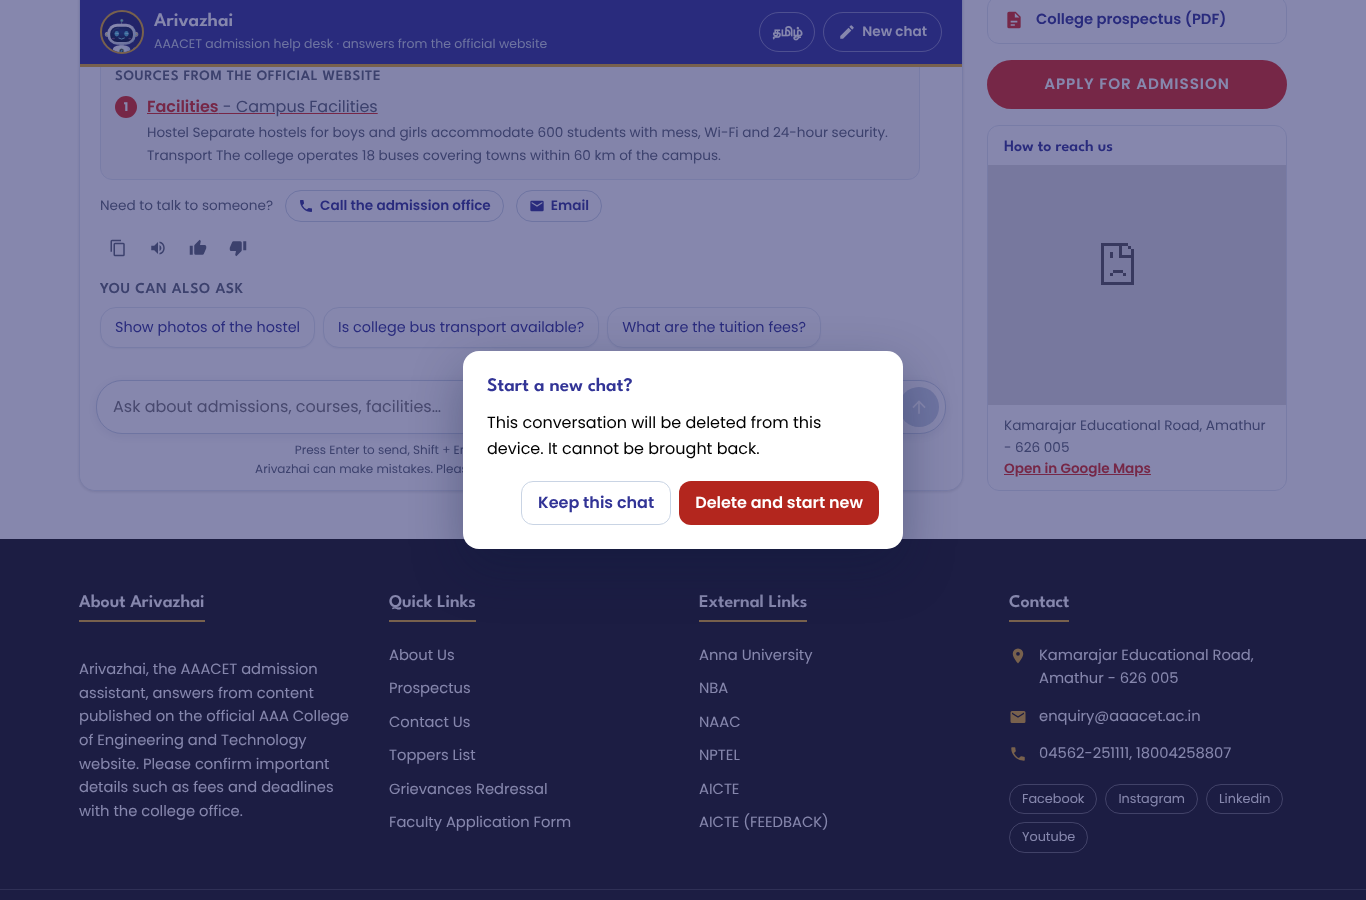 Arivazhai
AAACET admission help desk · answers from the official website
தமிழ்
New chat
SOURCES FROM THE OFFICIAL WEBSITE
1
Facilities - Campus Facilities
Hostel Separate hostels for boys and girls accommodate 600 students with mess, Wi-Fi and 24-hour security.
Transport The college operates 18 buses covering towns within 60 km of the campus.
Need to talk to someone?
Call the admission office
Email
YOU CAN ALSO ASK
Show photos of the hostel
Is college bus transport available?
What are the tuition fees?
Ask about admissions, courses, facilities...
Press Enter to send, Shift +
Arivazhai can make mistakes.
College prospectus (PDF)
APPLY FOR ADMISSION
How to reach us
Kamarajar Educational Road, Amathur
- 626 005
Open in Google Maps
Start a new chat?
This conversation will be deleted from this
device. It cannot be brought back.
Keep this chat
Delete and start new
About Arivazhai
Arivazhai, the AAACET admission
assistant, answers from content
published on the official AAA College
of Engineering and Technology
website. Please confirm important
details such as fees and deadlines
with the college office.
Quick Links
About Us
Prospectus
Contact Us
Toppers List
Grievances Redressal
Faculty Application Form
External Links
Anna University
NBA
NAAC
NPTEL
AICTE
AICTE (FEEDBACK)
Contact
Kamarajar Educational Road,
Amathur - 626 005
enquiry@aaacet.ac.in
04562-251111, 18004258807
Facebook
Instagram
Linkedin
Youtube